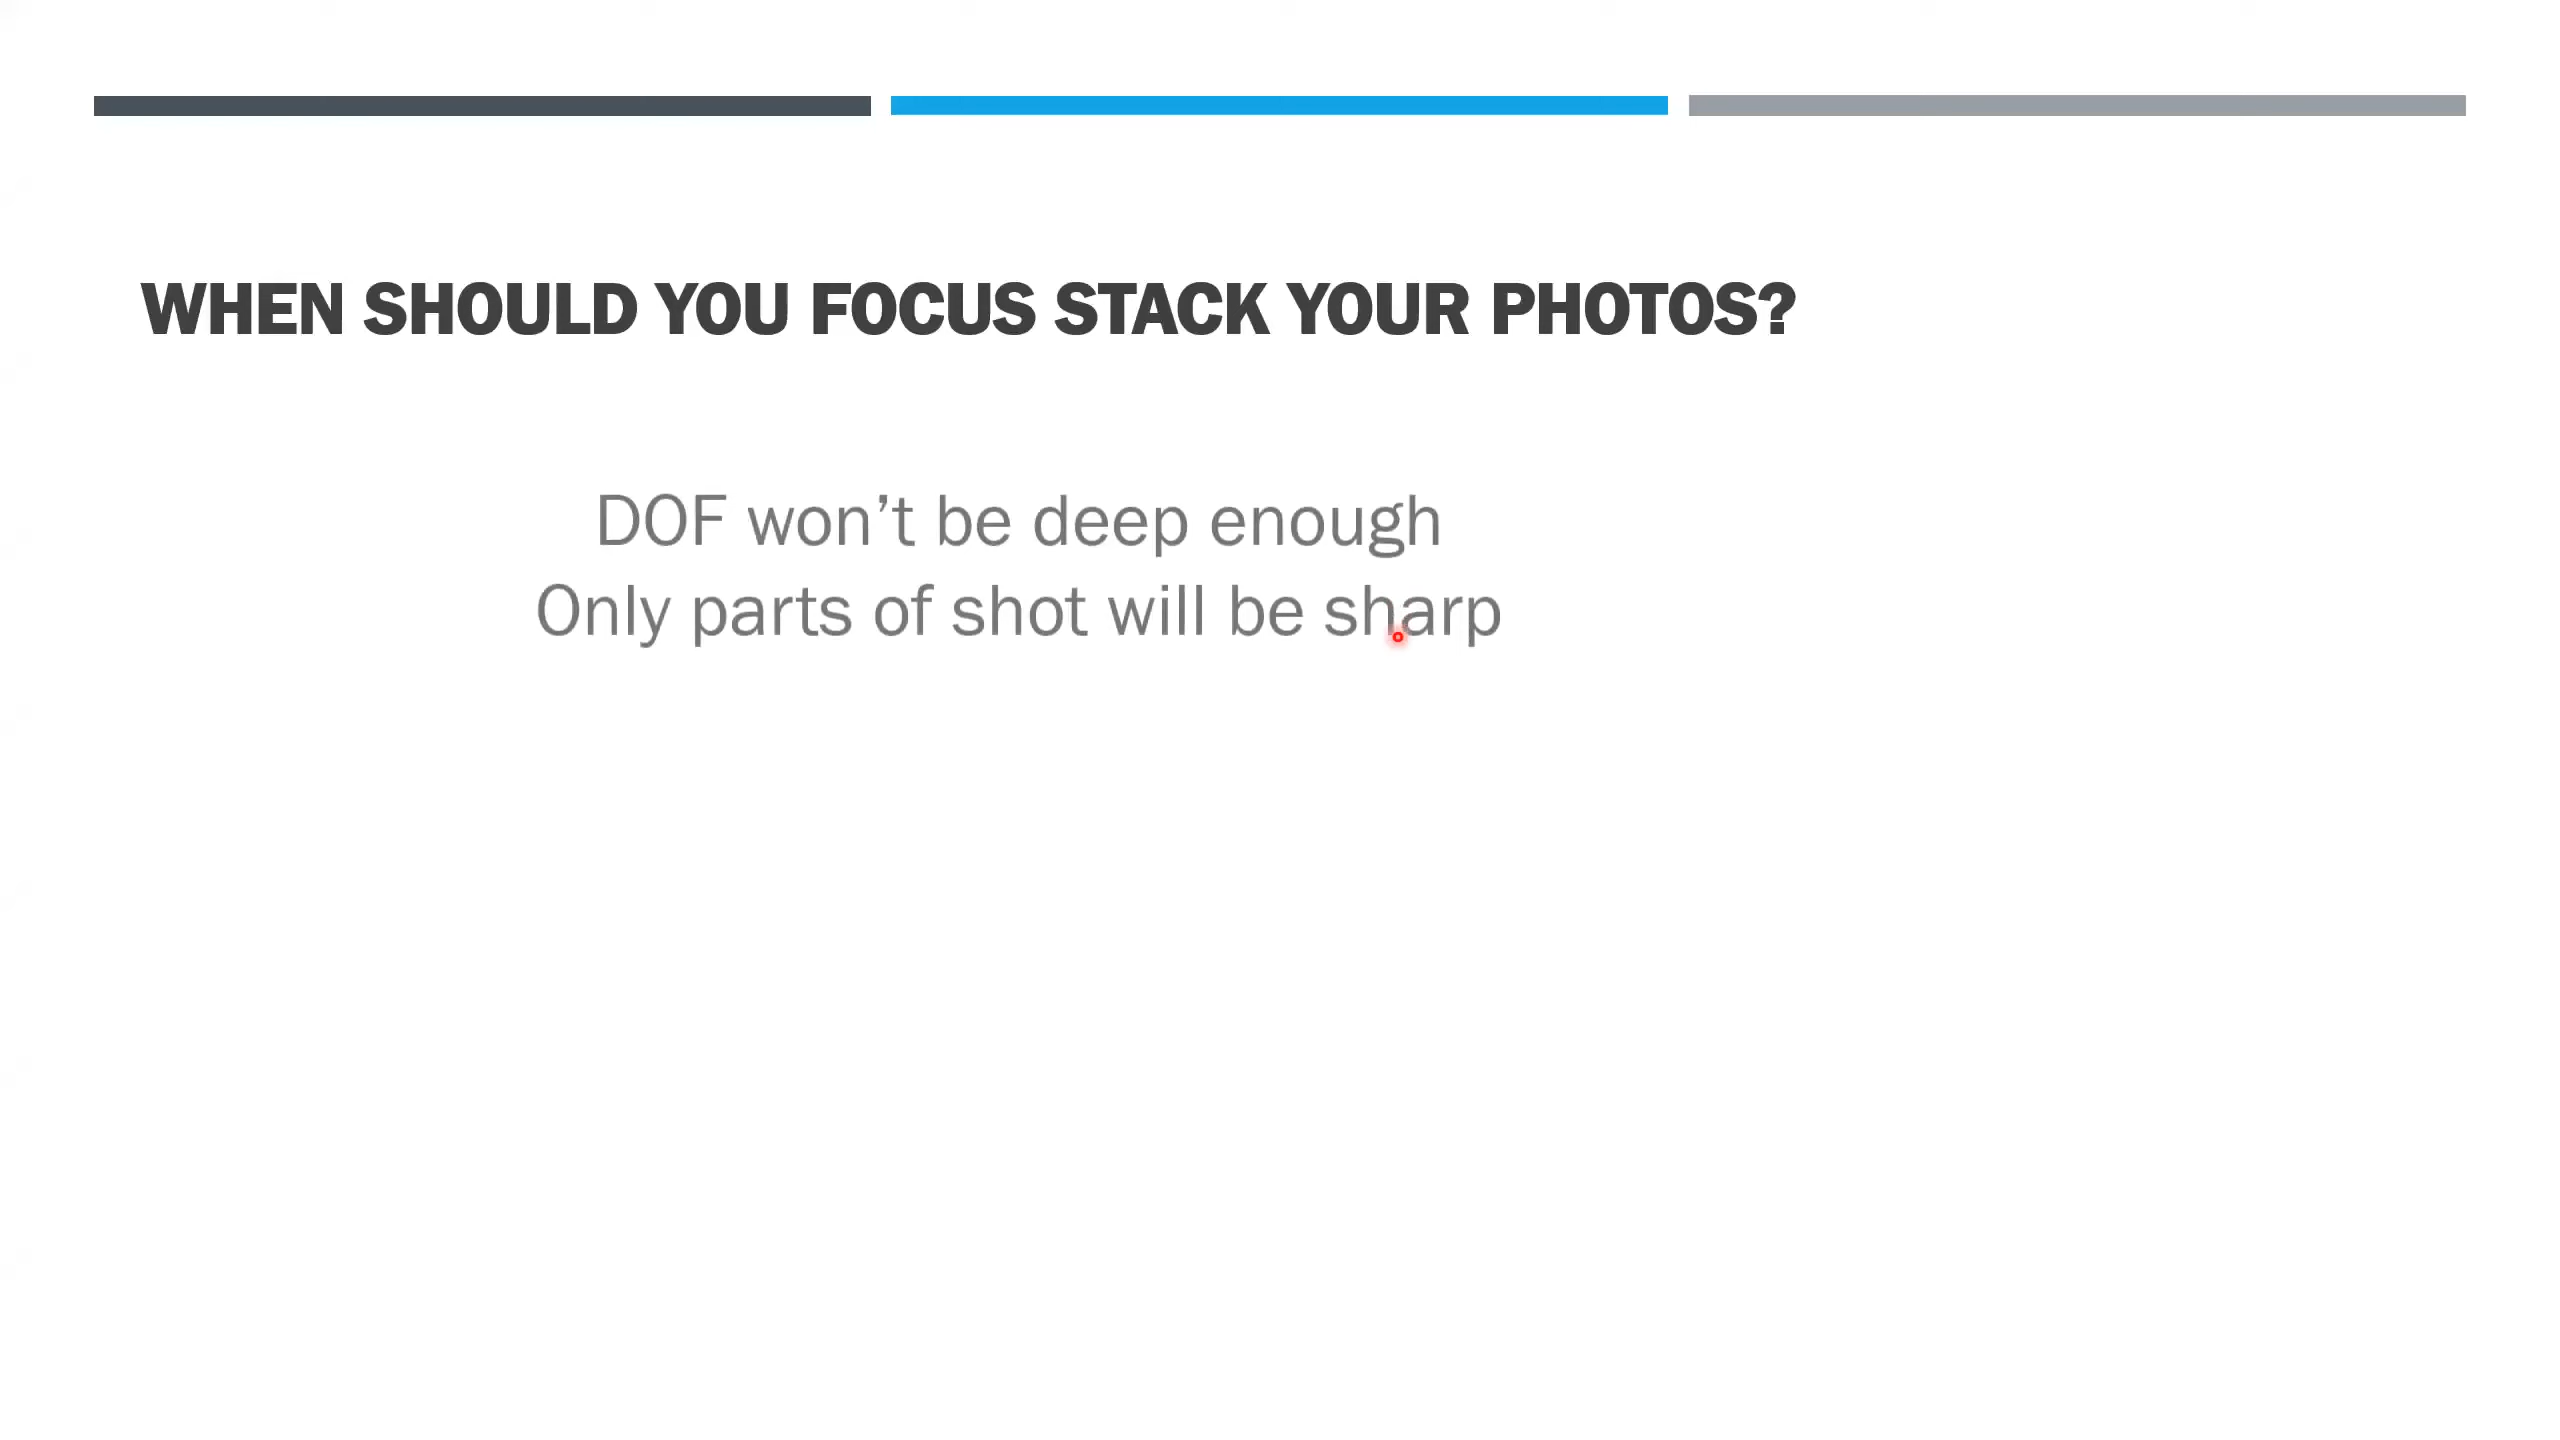 WHEN SHOULD YOU FOCUS STACK YOUR PHOTOS?
DOF won’t be deep enough
Only parts of shot will be sharp